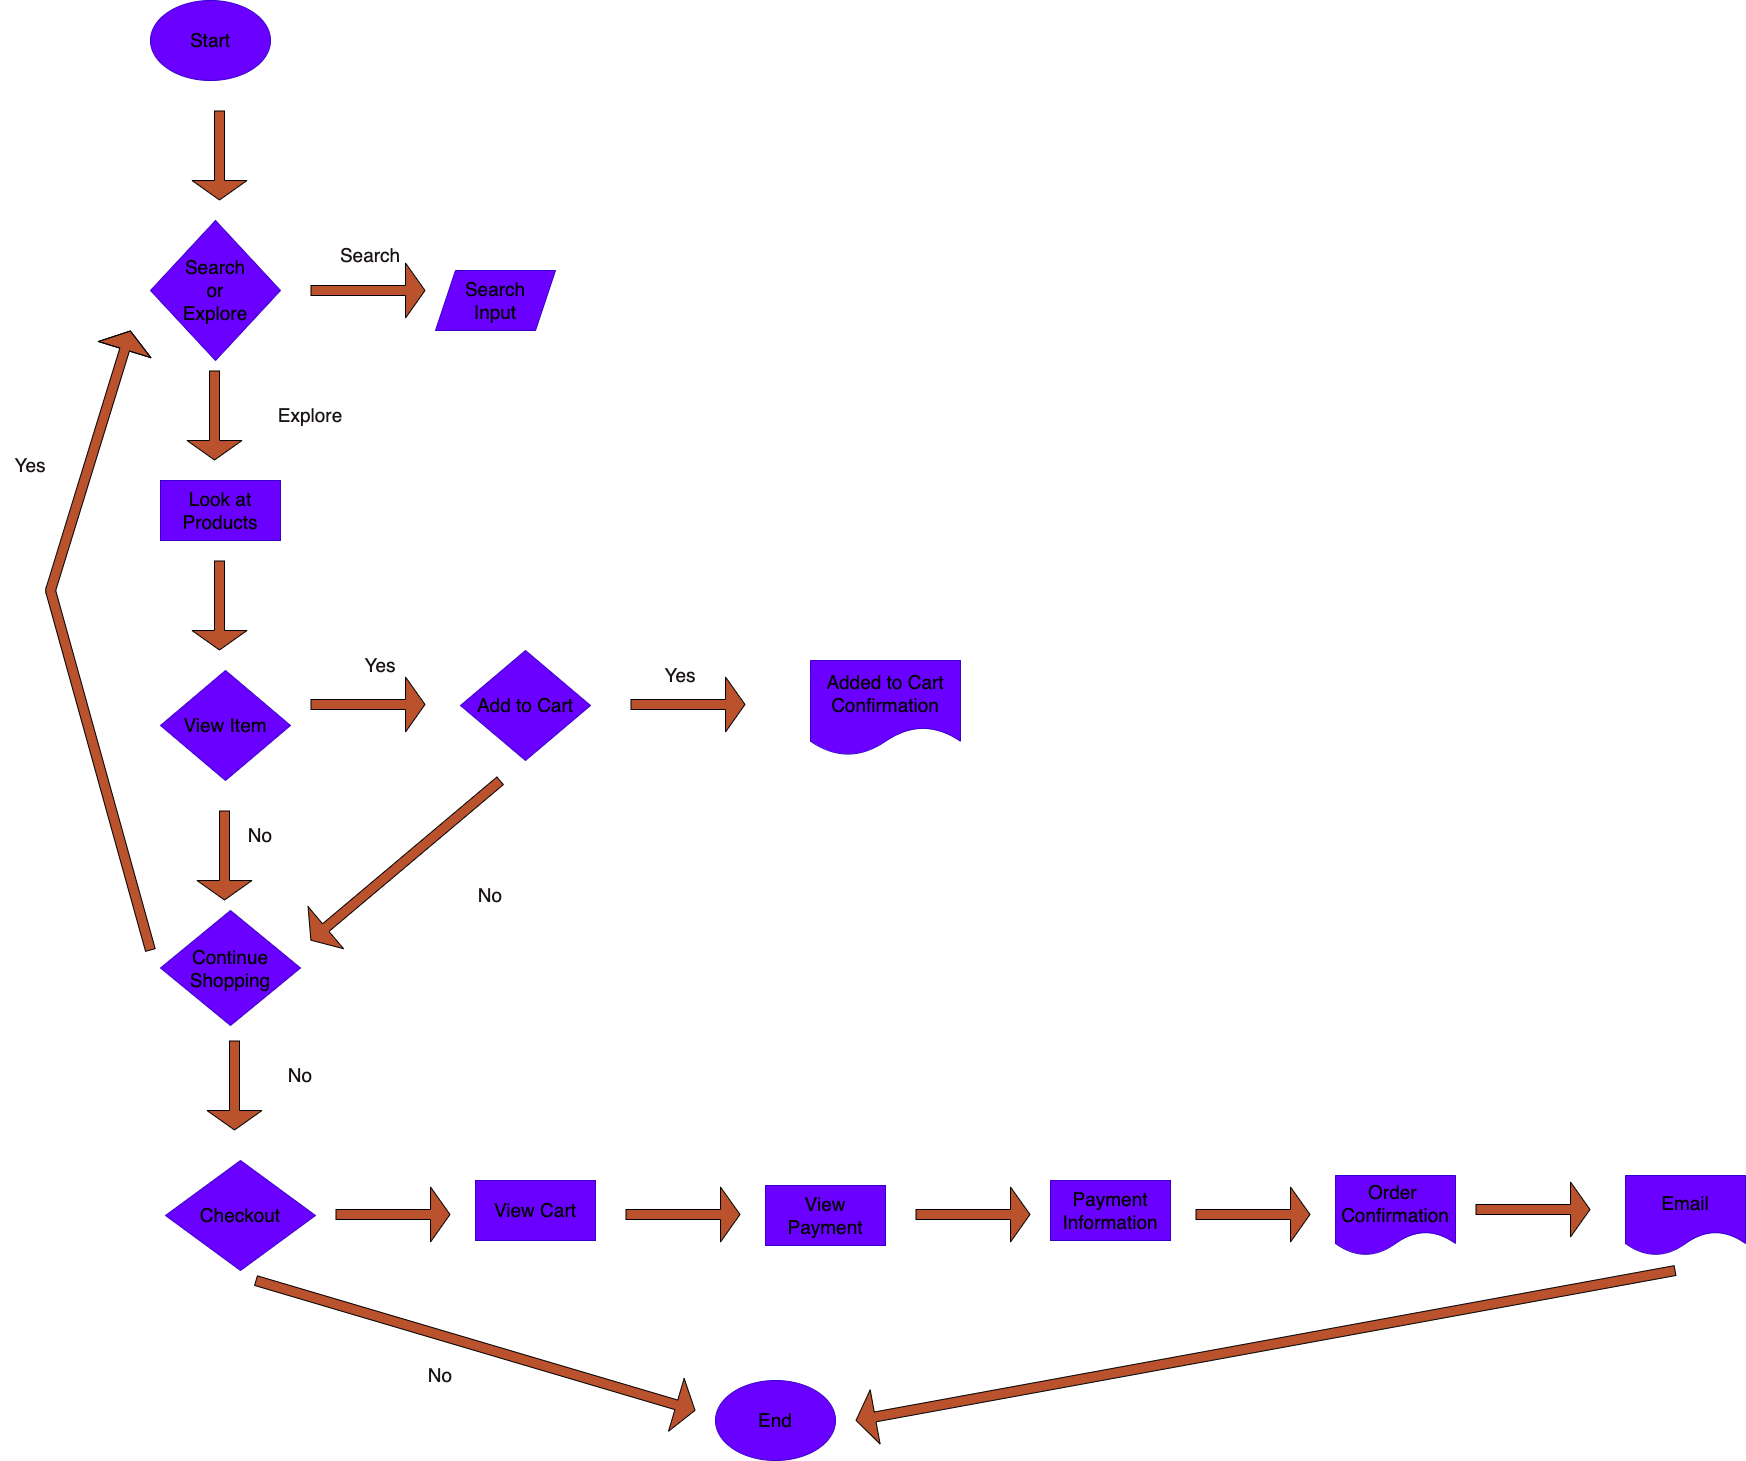 Start
Search
or
Explore
Search
Search
Input
Explore
Yes
Look at
Products
View Item
Yes
Add to Cart
Yes
Added to Cart
Confirmation
No
No
Continue
Shopping
No
Checkout
View Cart
View
Payment
Payment
Information
Order
Confirmation
Email
No
End